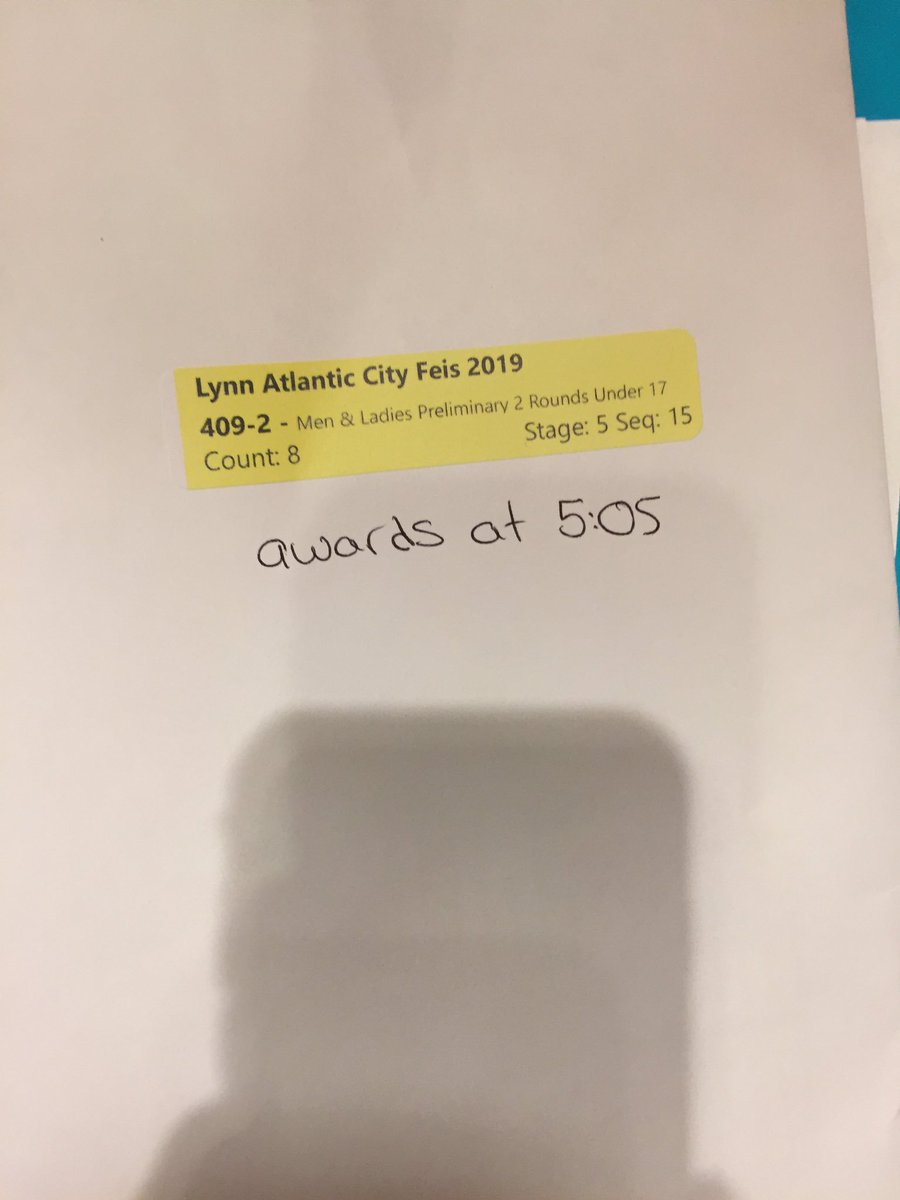 Lynn Atlantic City Feis 2019
409-2 - Men & Ladies Preliminary 2 Rounds Under 17
Count: 8 Stage: 5 Seq: 15
awards at 5:05